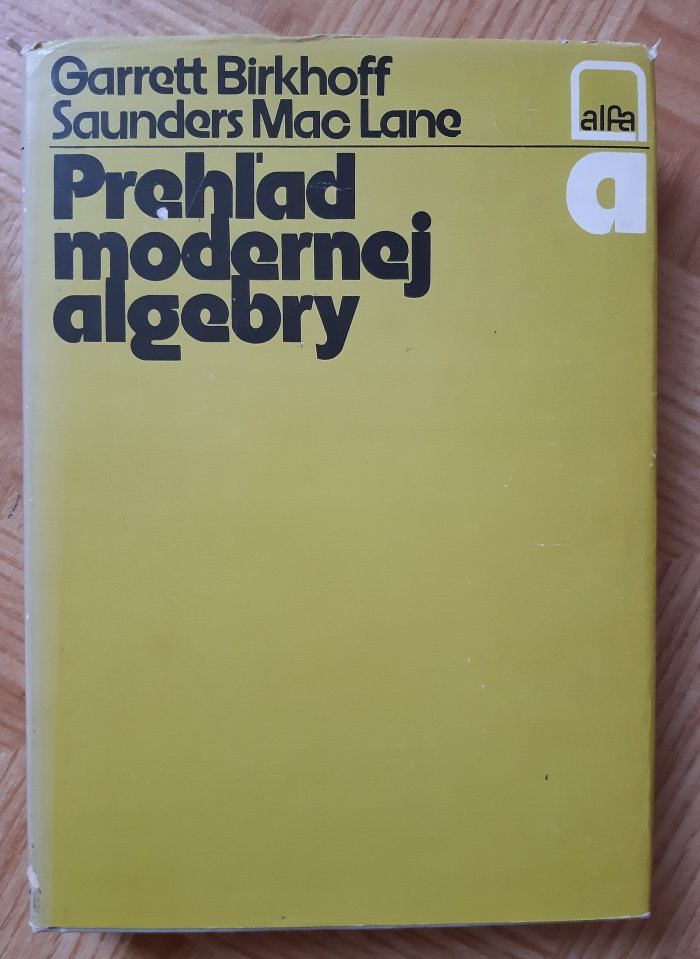 Garrett Birkhoff
Saunders Mac Lane
alfa
a
Prehľad
modernej
algebry